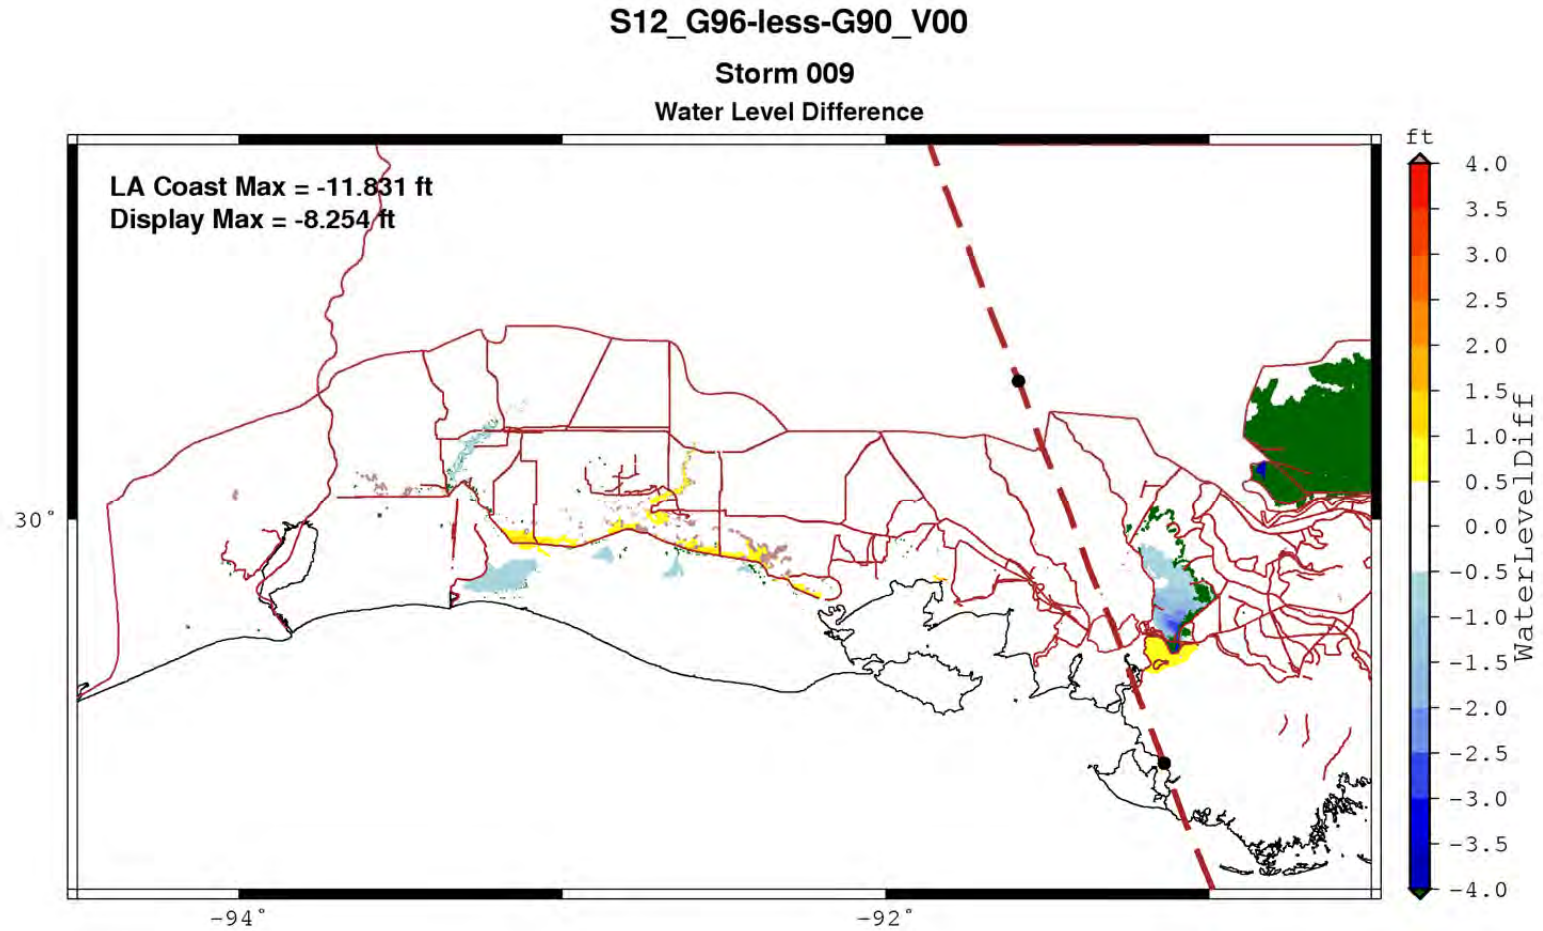 S12_G96-less-G90_V00
Storm 009
Water Level Difference
LA Coast Max = -11.831 ft
Display Max = -8.254 ft
ft
4.0
3.5
3.0
2.5
2.0
1.5
1.0
0.5
0.0
-0.5
-1.0
-1.5
-2.0
-2.5
-3.0
-3.5
-4.0
WaterLevelDiff
30°
-94°
-92°